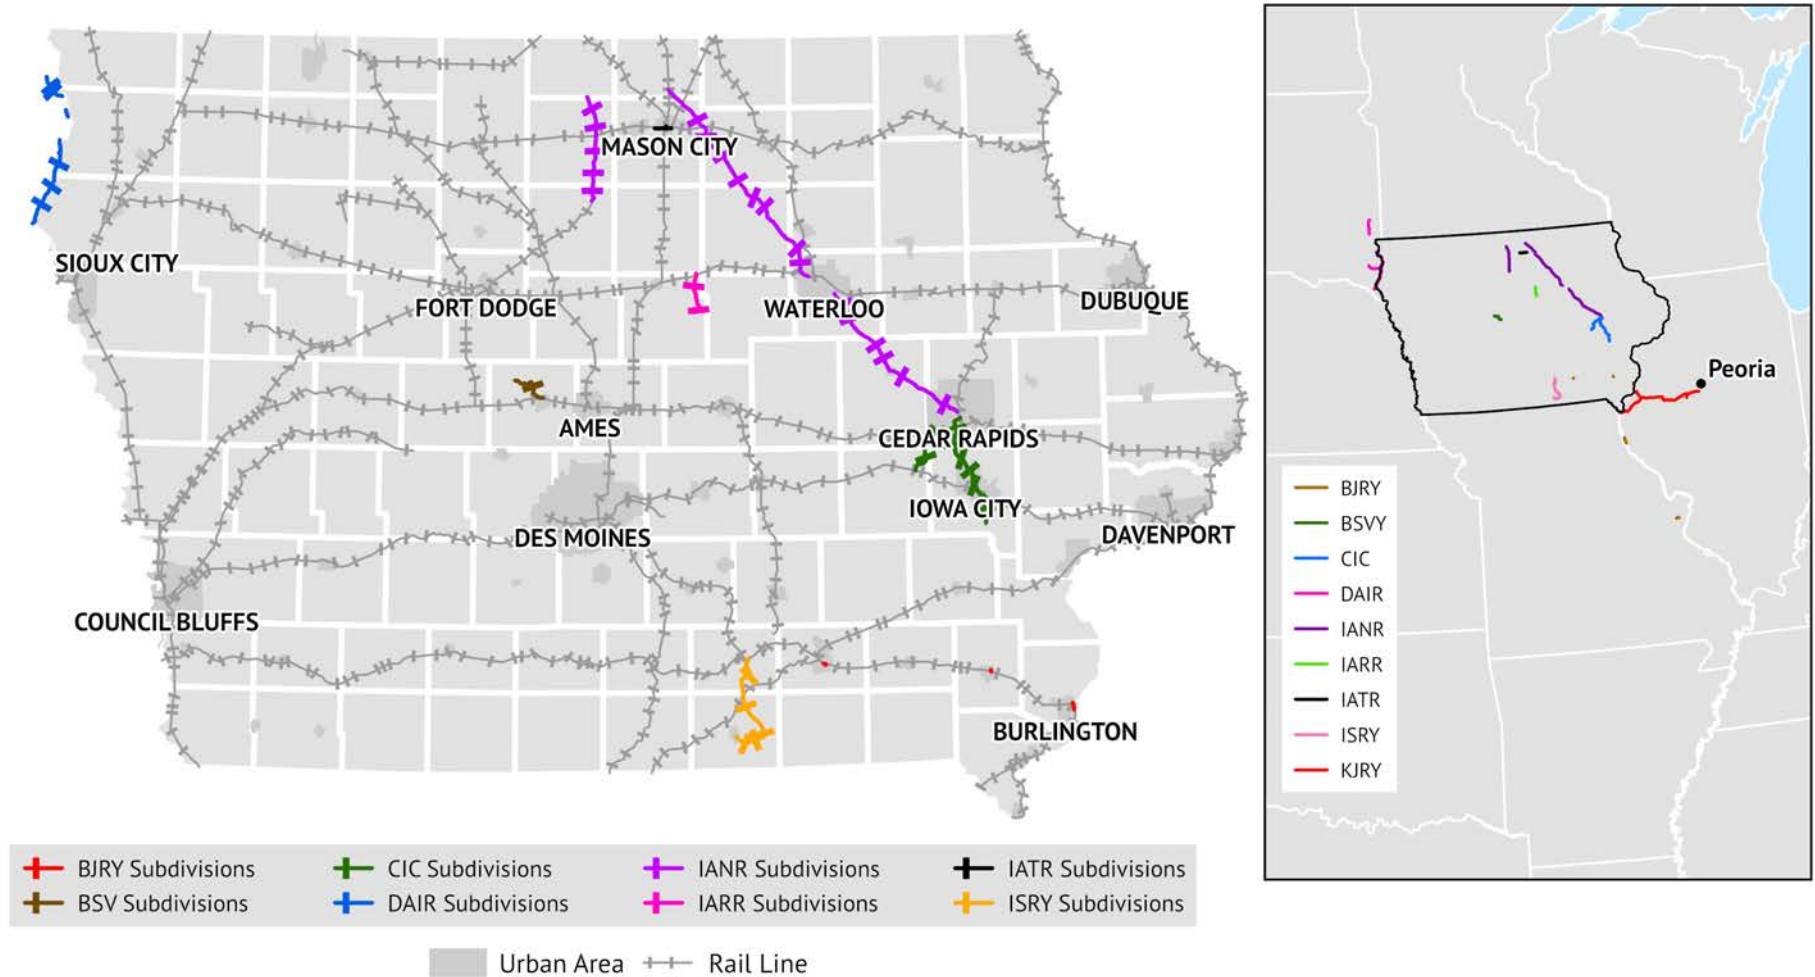 MASON CITY
SIOUX CITY
FORT DODGE
WATERLOO
DUBUQUE
AMES
CEDAR RAPIDS
IOWA CITY
DES MOINES
DAVENPORT
COUNCIL BLUFFS
BURLINGTON
BJRY Subdivisions
CIC Subdivisions
IANR Subdivisions
IATR Subdivisions
BSV Subdivisions
DAIR Subdivisions
IARR Subdivisions
ISRY Subdivisions
Urban Area
Rail Line
Peoria
BJRY
BSVY
CIC
DAIR
IANR
IARR
IATR
ISRY
KJRY